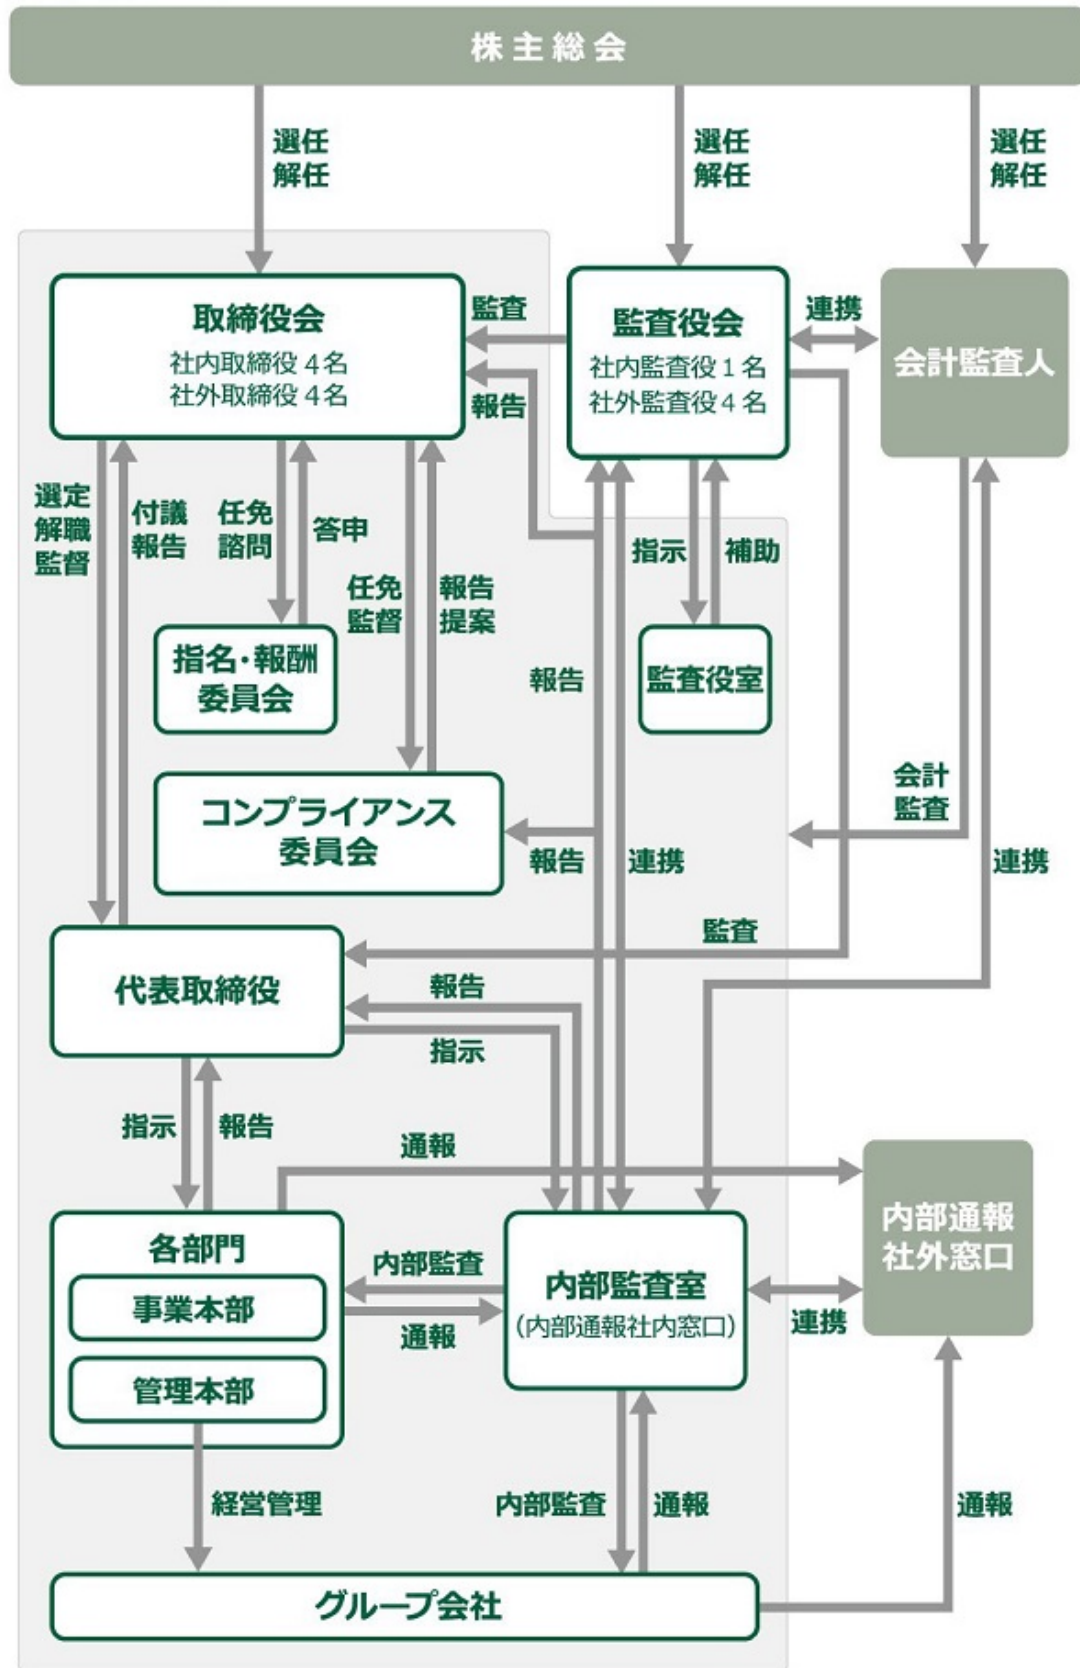 株主総会
選任
解任
選任
解任
選任
解任
取締役会
社内取締役4名
社外取締役4名
監査
報告
監査役会
社内監査役1名
社外監査役4名
連携
会計監査人
選定
解職
監督
付議
報告
任免
諮問
答申
任免
監督
報告
提案
指示
補助
指名・報酬
委員会
報告
監査役室
コンプライアンス
委員会
報告
連携
会計
監査
連携
監査
代表取締役
報告
指示
指示
報告
通報
各部門
事業本部
管理本部
内部監査
通報
内部監査室
(内部通報社内窓口)
連携
内部通報
社外窓口
経営管理
内部監査
通報
通報
グループ会社